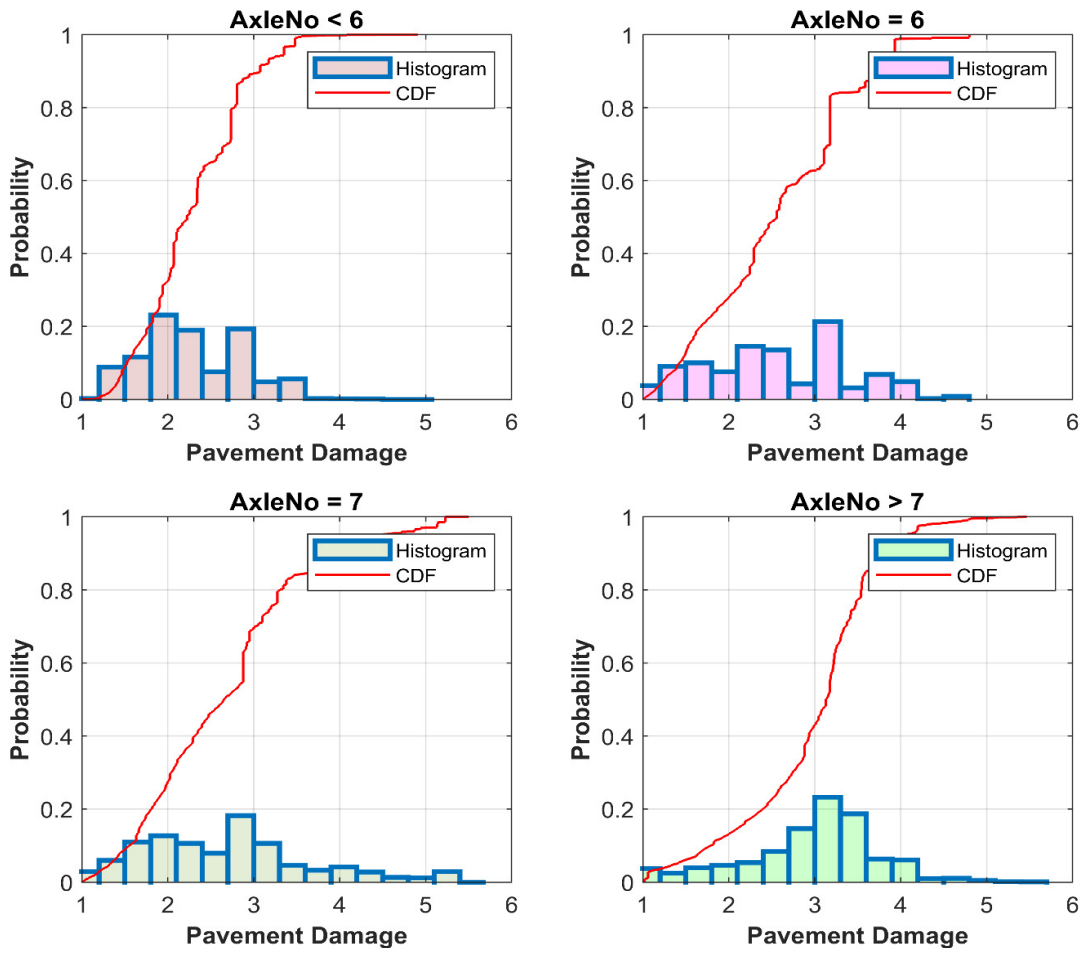 AxleNo < 6
1
0.8
0.6
0.4
0.2
0
Probability
Histogram
CDF
1 2 3 4 5 6
Pavement Damage
AxleNo = 6
1
0.8
0.6
0.4
0.2
0
Probability
Histogram
CDF
1 2 3 4 5 6
Pavement Damage
AxleNo = 7
1
0.8
0.6
0.4
0.2
0
Probability
Histogram
CDF
1 2 3 4 5 6
Pavement Damage
AxleNo > 7
1
0.8
0.6
0.4
0.2
0
Probability
Histogram
CDF
1 2 3 4 5 6
Pavement Damage